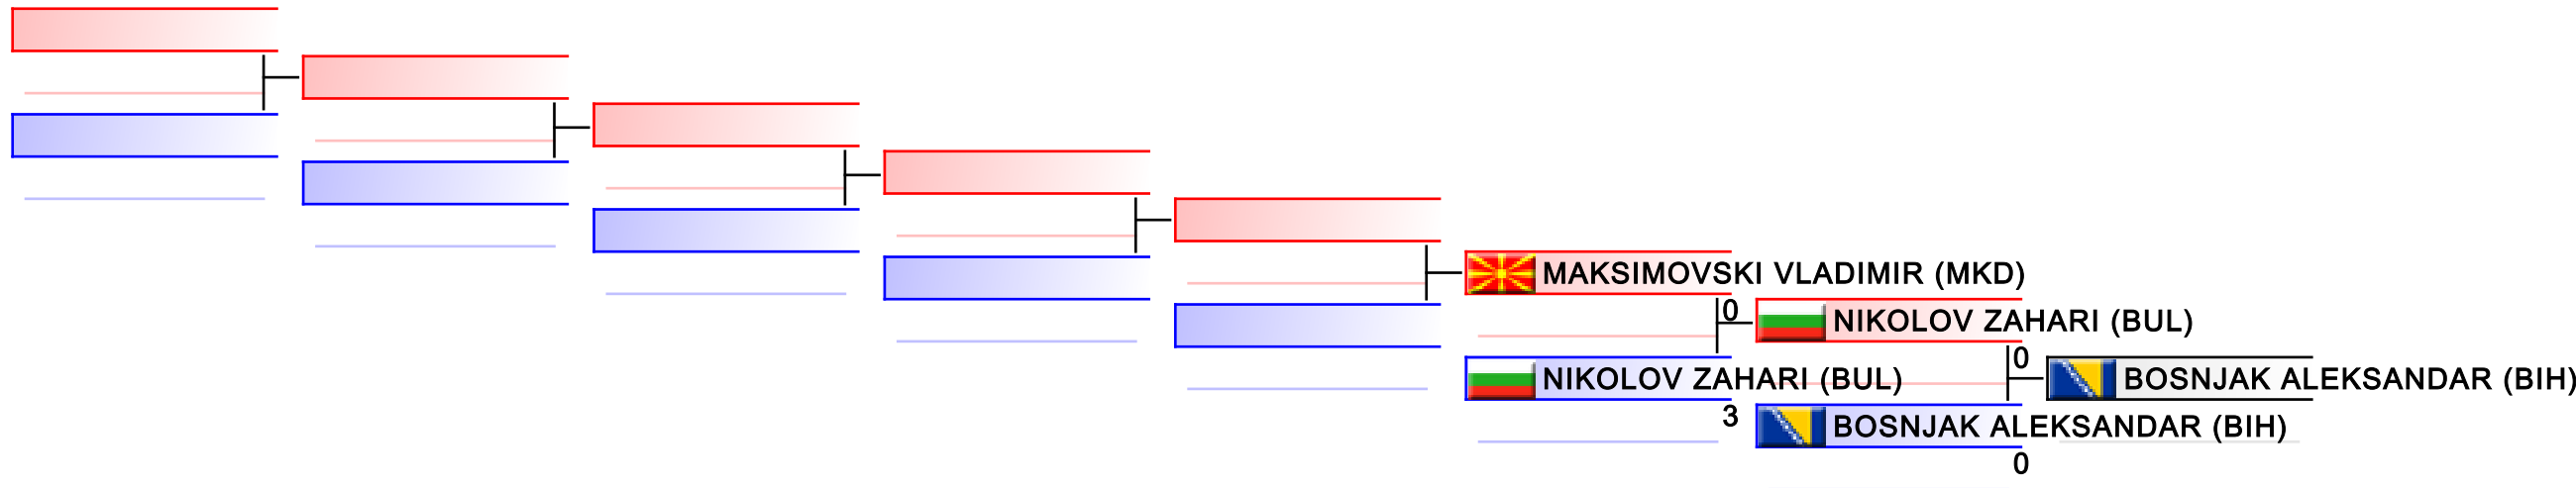 MAKSIMOVSKI VLADIMIR (MKD)
0
NIKOLOV ZAHARI (BUL)
0
NIKOLOV ZAHARI (BUL)
BOSNJAK ALEKSANDAR (BIH)
3
BOSNJAK ALEKSANDAR (BIH)
0